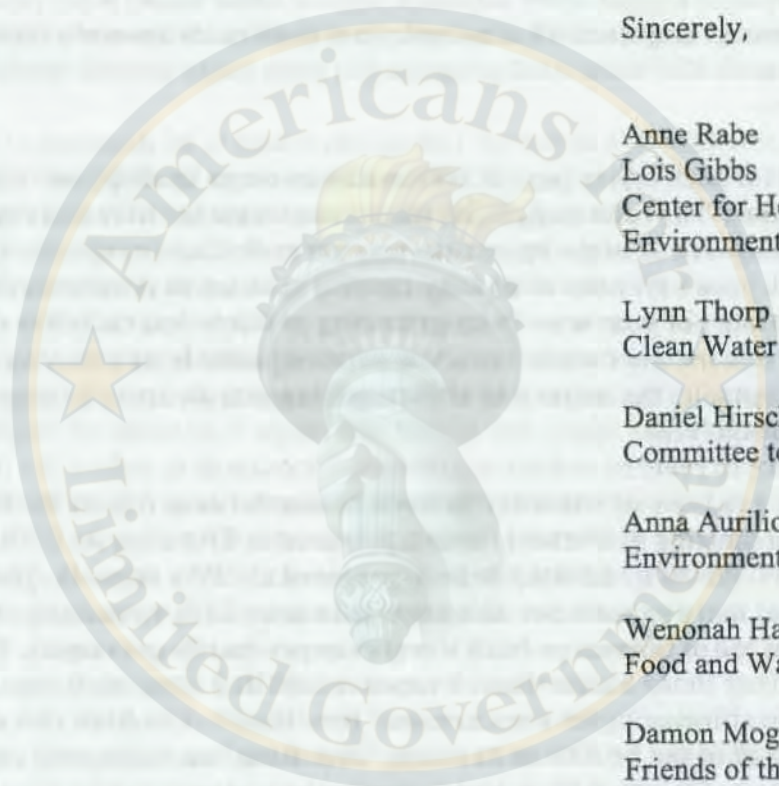 Sincerely,
Anne Rabe
Lois Gibbs
Center for He
Environment
Lynn Thorp
Clean Water
Daniel Hirsc
Committee to
Anna Aurilio
Environment
Wenonah Ha
Food and Wa
Damon Mog
Friends of th
Americans for
Limited Government